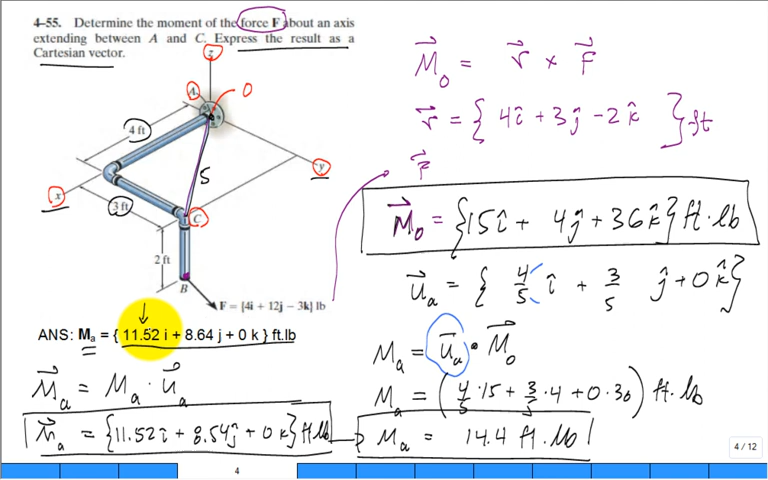 4–55. Determine the moment of the force F about an axis
extending between A and C. Express the result as a
Cartesian vector.
z
A
O
4 ft
5
y
x
3 ft
C
2 ft
B
F = {4i + 12j − 3k} lb
ANS: Ma = { 11.52 i + 8.64 j + 0 k } ft.lb
M⃗a = Ma · u⃗a
M⃗a = {11.52î + 8.54ĵ + 0k̂} ft lb
M⃗o = r⃗ × F⃗
r⃗ = { 4î + 3ĵ − 2k̂ } ft
F⃗
M⃗o = {15î + 4ĵ + 36k̂} ft·lb
u⃗a = { 4/5 î + 3/5 ĵ + 0k̂ }
Ma = u⃗a • M⃗o
Ma = (4/5 · 15 + 3/5 · 4 + 0·36) ft·lb
Ma = 14.4 ft·lb
4 / 12
4